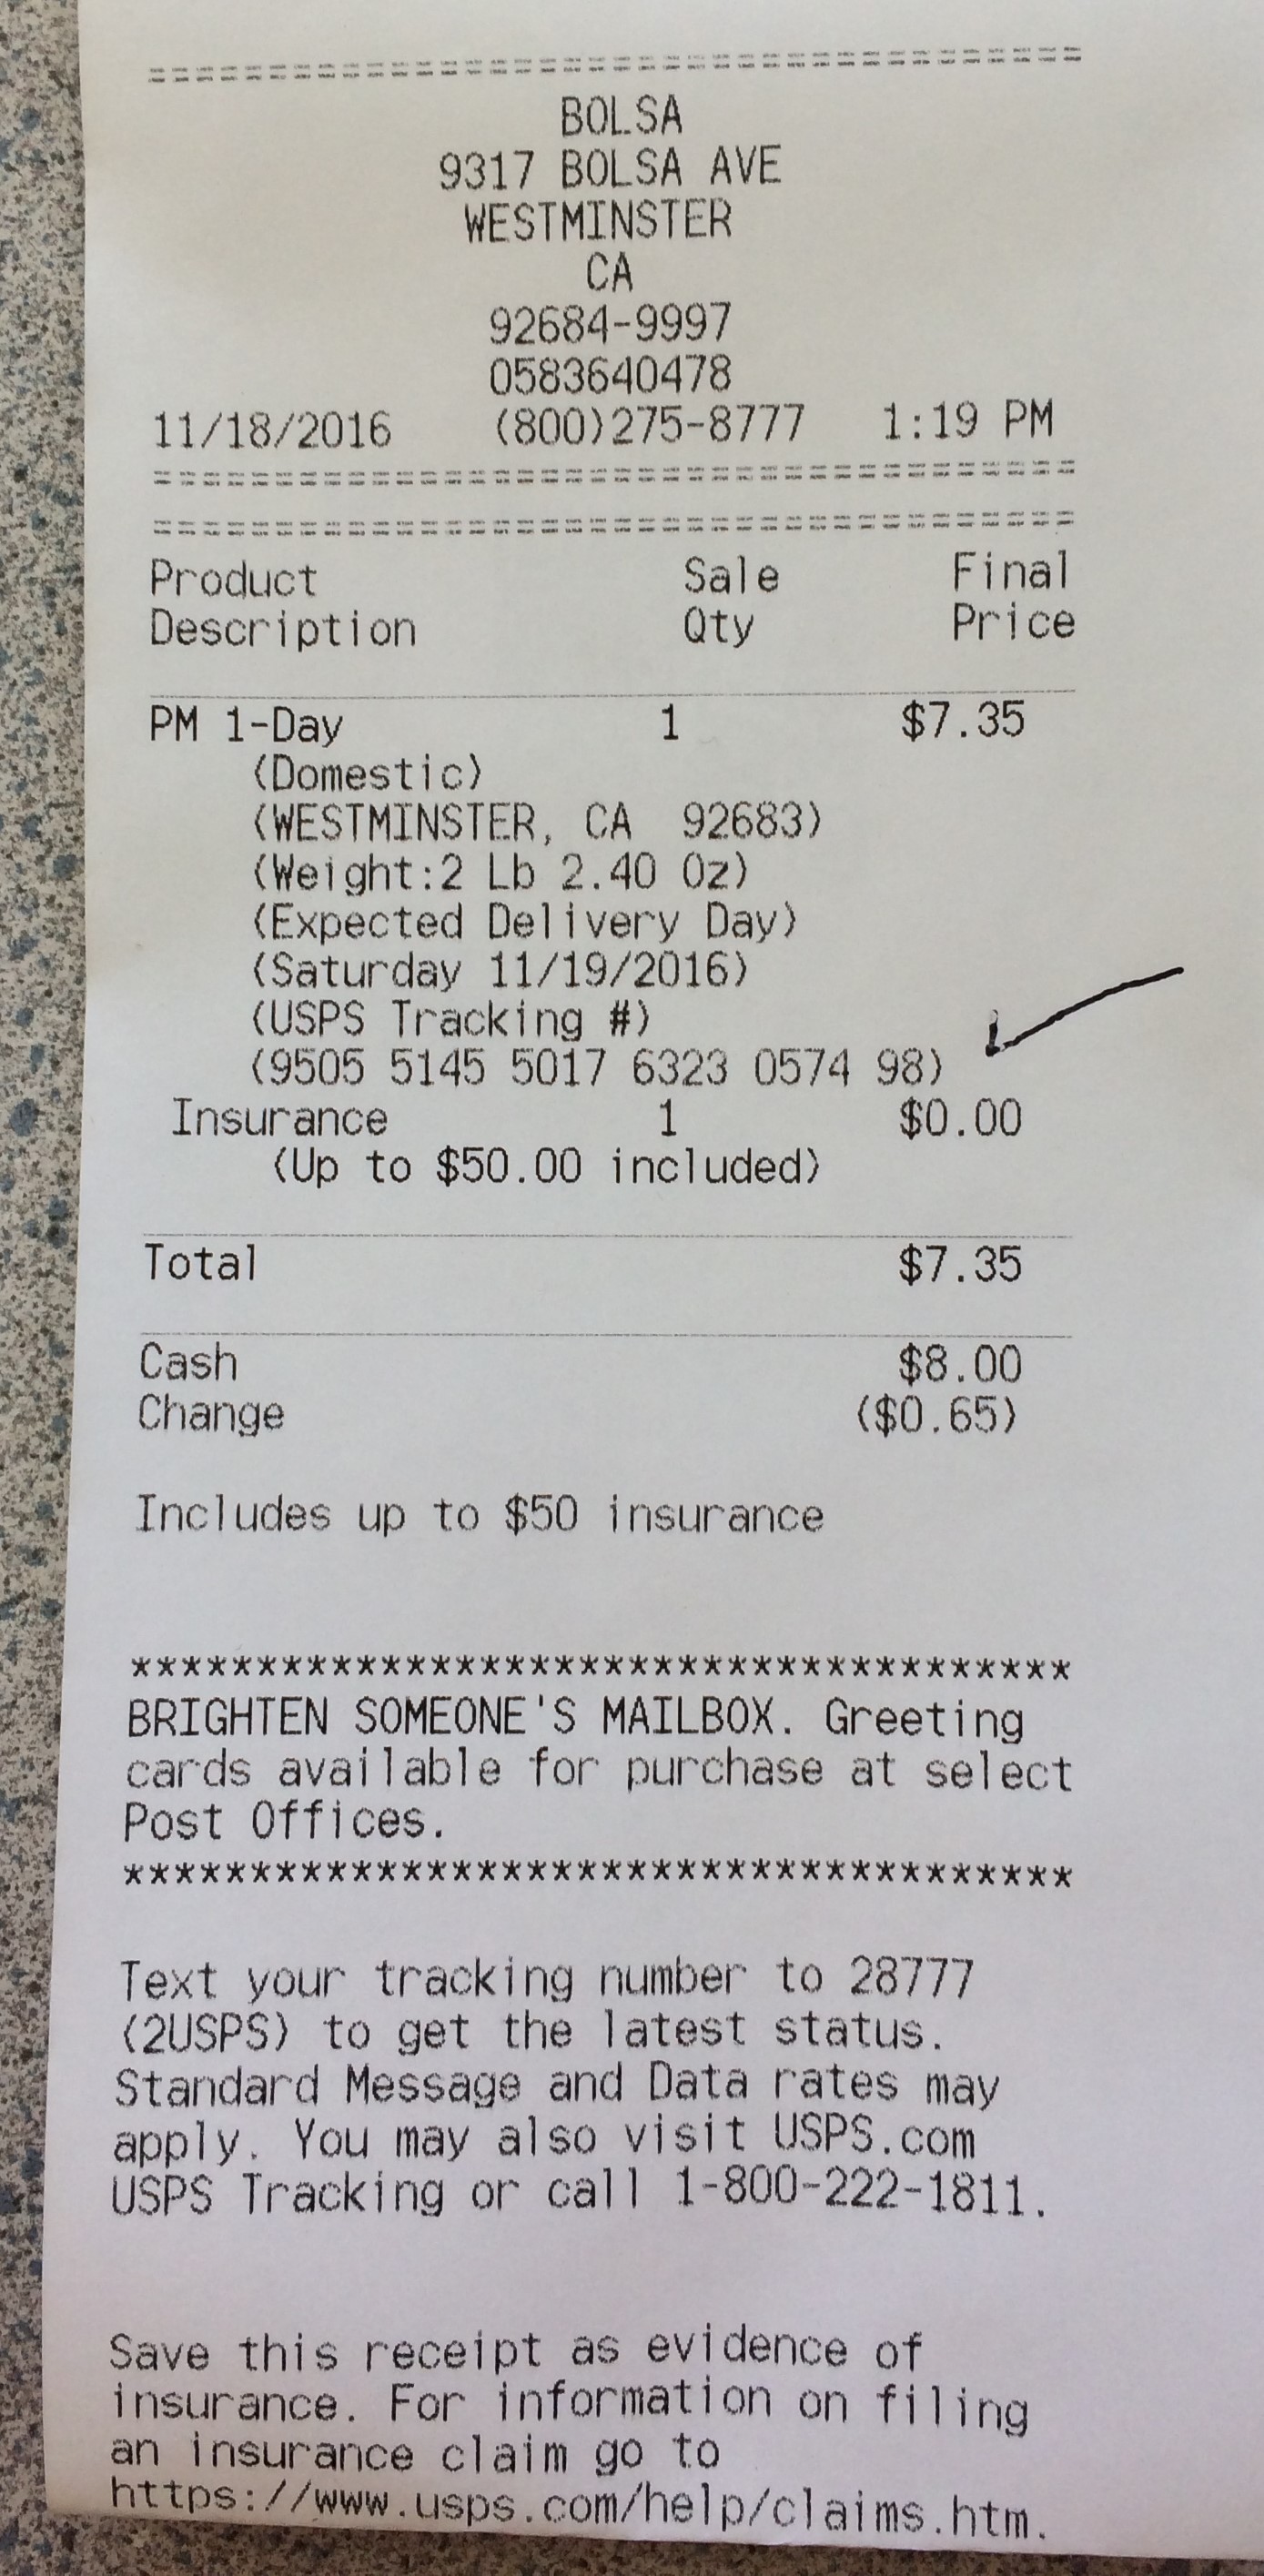 BOLSA
9317 BOLSA AVE
WESTMINSTER
CA
92684-9997
0583640478
11/18/2016 (800)275-8777 1:19 PM
Product Sale Final
Description Qty Price
PM 1-Day 1 $7.35
(Domestic)
(WESTMINSTER, CA 92683)
(Weight:2 Lb 2.40 Oz)
(Expected Delivery Day)
(Saturday 11/19/2016)
(USPS Tracking #)
(9505 5145 5017 6323 0574 98)
Insurance 1 $0.00
(Up to $50.00 included)
Total $7.35
Cash $8.00
Change ($0.65)
Includes up to $50 insurance
*************************************
BRIGHTEN SOMEONE'S MAILBOX. Greeting
cards available for purchase at select
Post Offices.
*************************************
Text your tracking number to 28777
(2USPS) to get the latest status.
Standard Message and Data rates may
apply. You may also visit USPS.com
USPS Tracking or call 1-800-222-1811.
Save this receipt as evidence of
insurance. For information on filing
an insurance claim go to
https://www.usps.com/help/claims.htm.